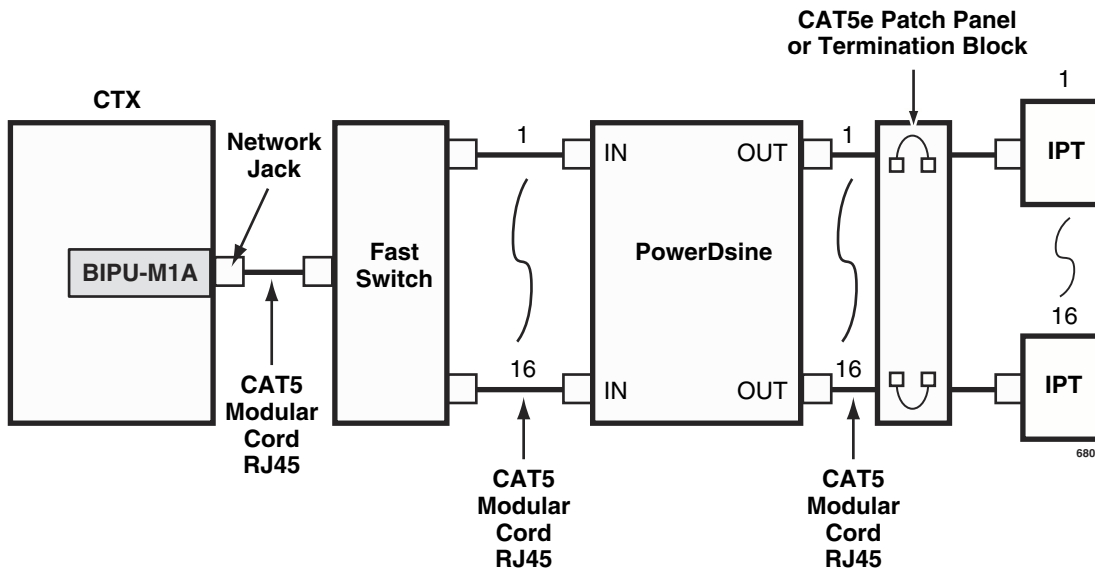 CAT5e Patch Panel
or Termination Block
1
CTX
Network
Jack
1
IN
OUT
1
IPT
BIPU-M1A
Fast
Switch
PowerDsine
16
16
IN
OUT
16
IPT
CAT5
Modular
Cord
RJ45
680
CAT5
Modular
Cord
RJ45
CAT5
Modular
Cord
RJ45